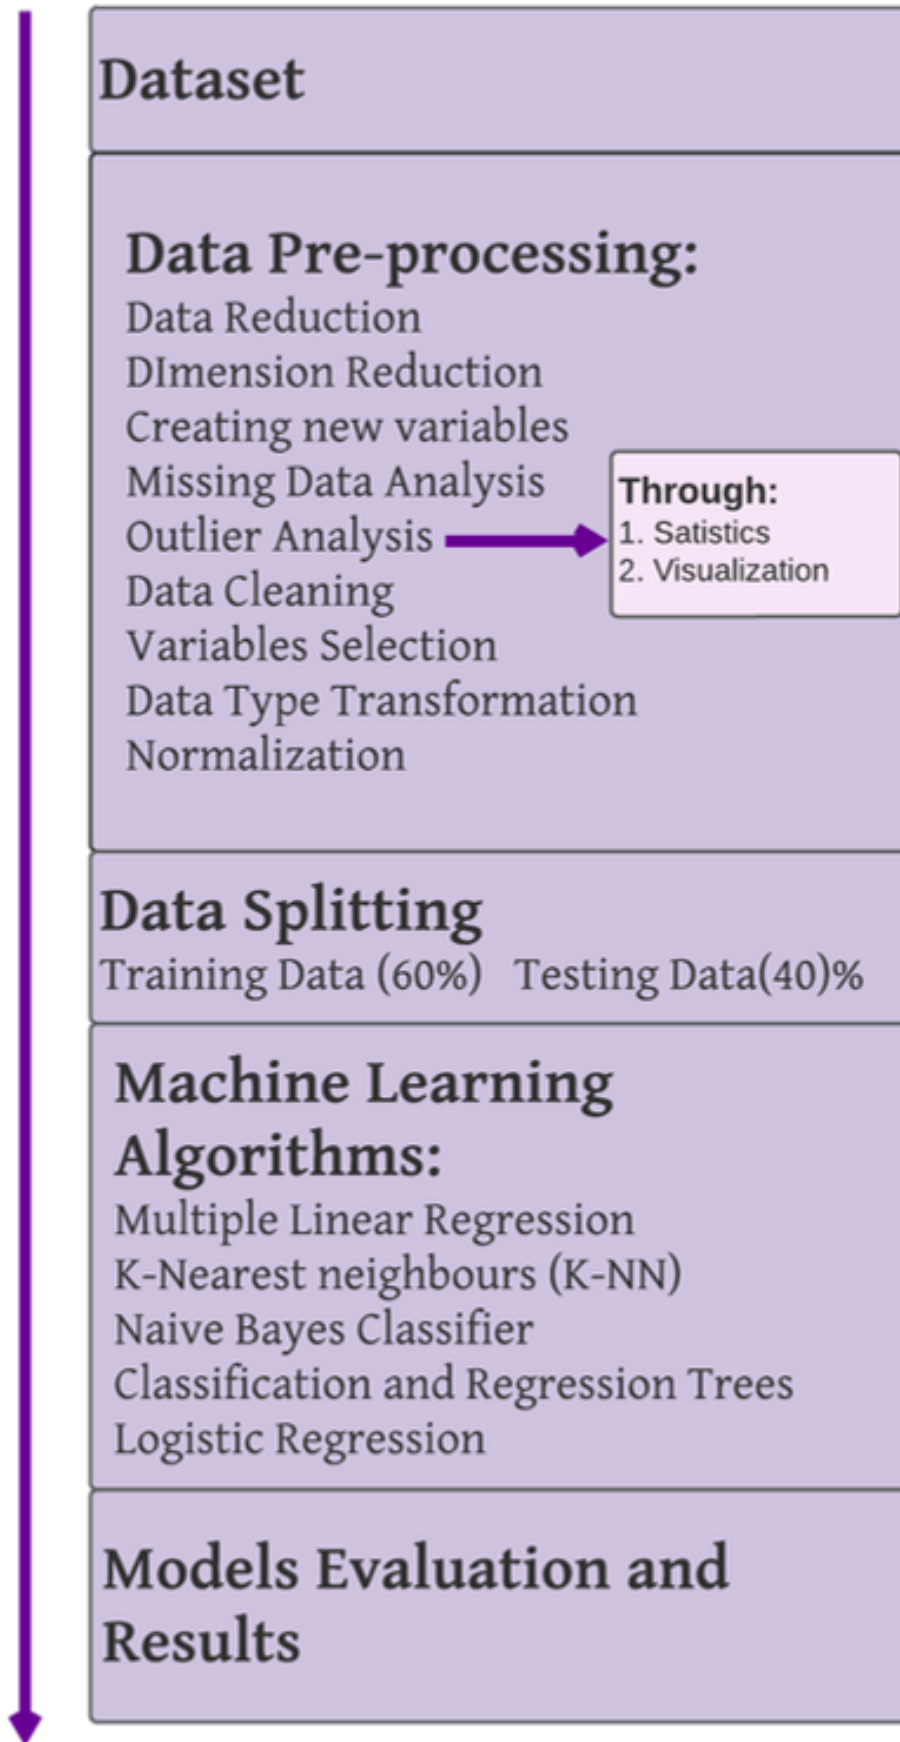 Dataset
Data Pre-processing:
Data Reduction
DImension Reduction
Creating new variables
Missing Data Analysis
Outlier Analysis
Through:
1. Satistics
2. Visualization
Data Cleaning
Variables Selection
Data Type Transformation
Normalization
Data Splitting
Training Data (60%) Testing Data(40)%
Machine Learning
Algorithms:
Multiple Linear Regression
K-Nearest neighbours (K-NN)
Naive Bayes Classifier
Classification and Regression Trees
Logistic Regression
Models Evaluation and
Results